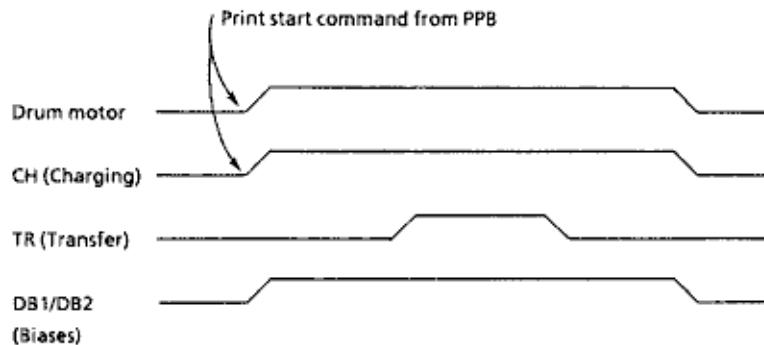 Print start command from PPB
Drum motor
CH (Charging)
TR (Transfer)
DB1/DB2
(Biases)